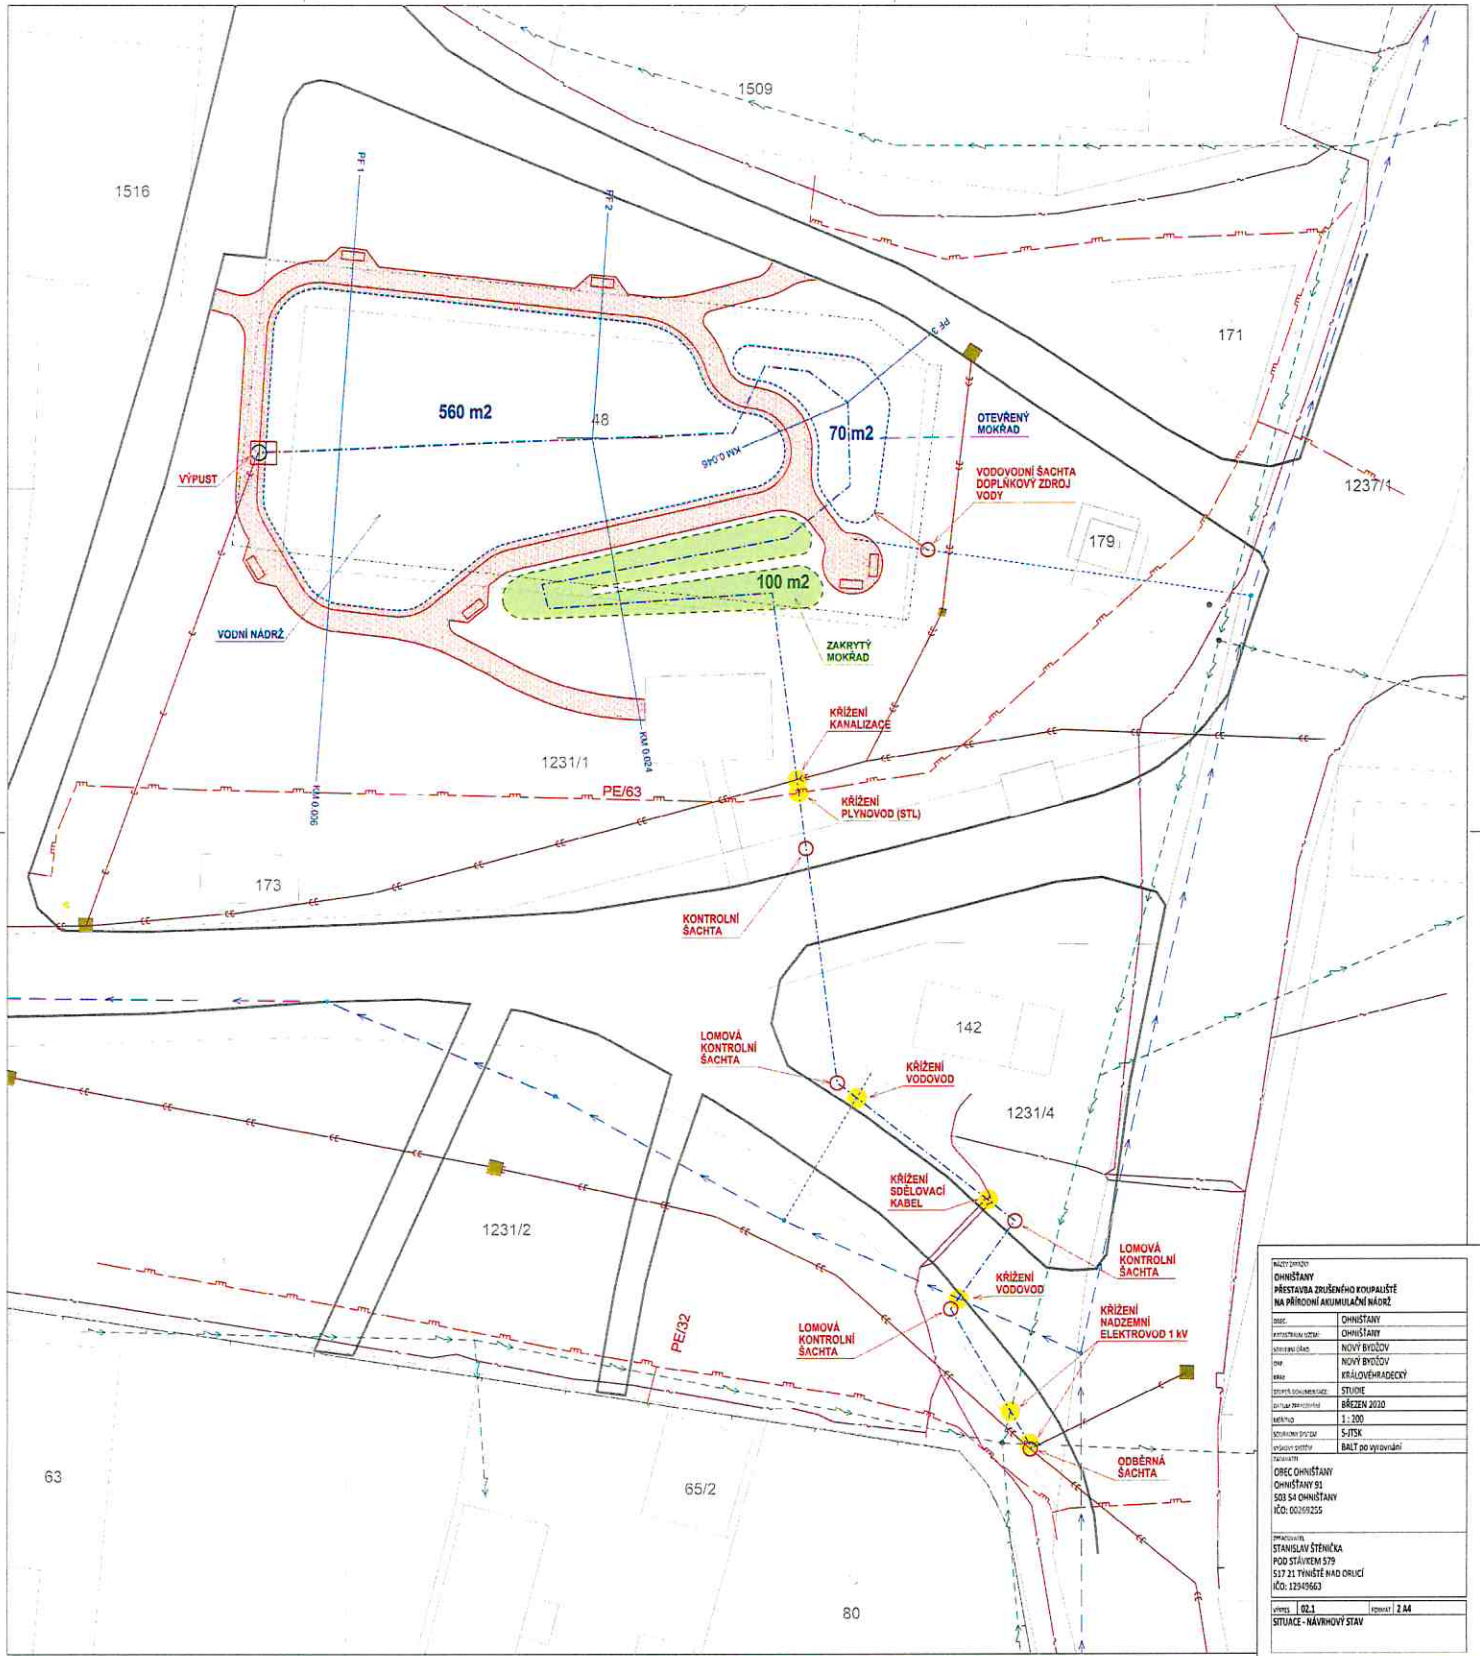 1509
1516
PF 1
PF 2
PF 3
171
560 m2
48
70 m2
OTEVŘENÝ
MOKŘAD
KM 0.046
VÝPUST
VODOVODNÍ ŠACHTA
DOPLŇKOVÝ ZDROJ
VODY
1237/1
179
100 m2
VODNÍ NÁDRŽ
ZAKRYTÝ
MOKŘAD
KŘÍŽENÍ
KANALIZACE
KM 0.024
1231/1
PE/63
KM 0.006
KŘÍŽENÍ
PLYNOVOD (STL)
173
KONTROLNÍ
ŠACHTA
142
LOMOVÁ
KONTROLNÍ
ŠACHTA
KŘÍŽENÍ
VODOVOD
1231/4
KŘÍŽENÍ
SDĚLOVACÍ
KABEL
1231/2
LOMOVÁ
KONTROLNÍ
ŠACHTA
KŘÍŽENÍ
VODOVOD
KŘÍŽENÍ
NADZEMNÍ
ELEKTROVOD 1 kV
LOMOVÁ
KONTROLNÍ
ŠACHTA
PE/32
ODBĚRNÁ
ŠACHTA
63
65/2
80
OHNIŠŤANY
PŘESTAVBA ZRUŠENÉHO KOUPALIŠTĚ
NA PŘÍRODNÍ AKUMULAČNÍ NÁDRŽ
OHNIŠŤANY
OHNIŠŤANY
NOVÝ BYDŽOV
NOVÝ BYDŽOV
KRÁLOVÉHRADECKÝ
STUDIE
BŘEZEN 2020
1 : 200
S-JTSK
BALT po vyrovnání
OBEC OHNIŠŤANY
OHNIŠŤANY 91
503 54 OHNIŠŤANY
IČO: 00269255
STANISLAV ŠTĚNIČKA
POD STÁVKEM 579
517 21 TÝNIŠTĚ NAD ORLICÍ
IČO: 12949663
VÝKRES 02.1 FORMÁT 2 A4
SITUACE - NÁVRHOVÝ STAV